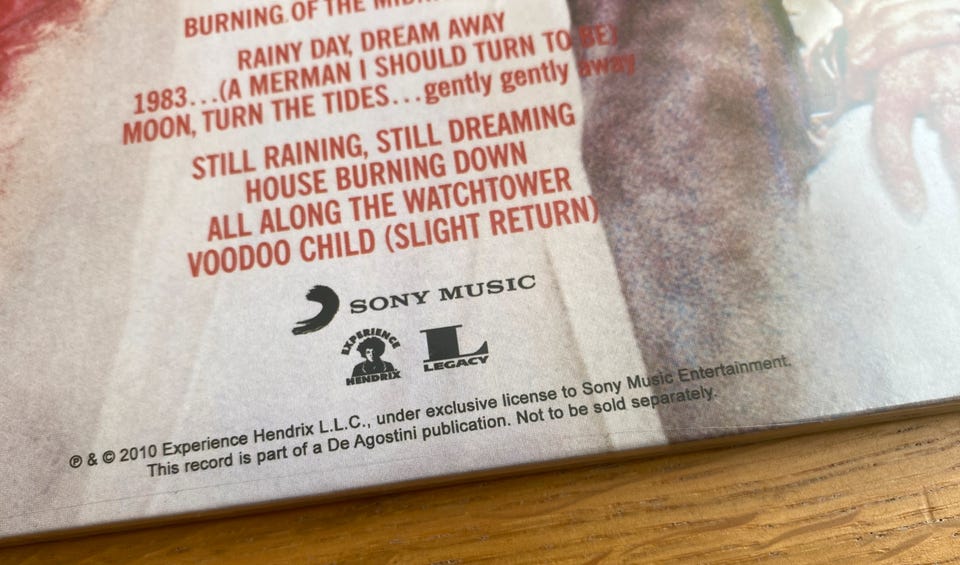 BURNING OF THE
RAINY DAY, DREAM AWAY
1983...(A MERMAN I SHOULD TURN TO BE)
MOON, TURN THE TIDES...gently gently away
STILL RAINING, STILL DREAMING
HOUSE BURNING DOWN
ALL ALONG THE WATCHTOWER
VOODOO CHILD (SLIGHT RETURN)
SONY MUSIC
EXPERIENCE
HENDRIX
L
LEGACY
℗ & © 2010 Experience Hendrix L.L.C., under exclusive license to Sony Music Entertainment.
This record is part of a De Agostini publication. Not to be sold separately.